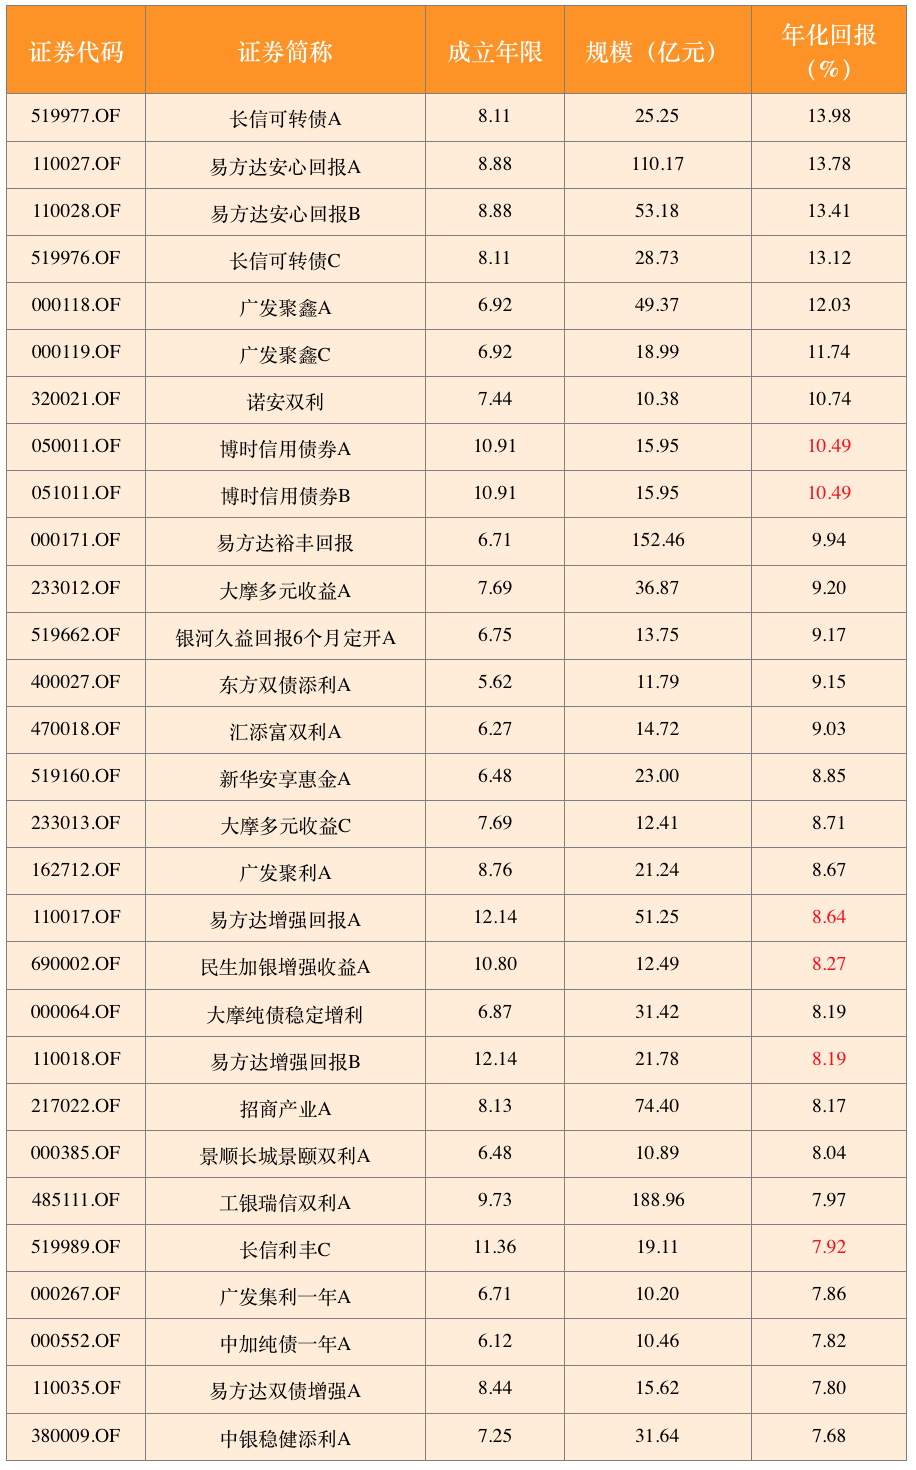 证券代码 证券简称 成立年限 规模（亿元） 年化回报（%）
519977.OF 长信可转债A 8.11 25.25 13.98
110027.OF 易方达安心回报A 8.88 110.17 13.78
110028.OF 易方达安心回报B 8.88 53.18 13.41
519976.OF 长信可转债C 8.11 28.73 13.12
000118.OF 广发聚鑫A 6.92 49.37 12.03
000119.OF 广发聚鑫C 6.92 18.99 11.74
320021.OF 诺安双利 7.44 10.38 10.74
050011.OF 博时信用债券A 10.91 15.95 10.49
051011.OF 博时信用债券B 10.91 15.95 10.49
000171.OF 易方达裕丰回报 6.71 152.46 9.94
233012.OF 大摩多元收益A 7.69 36.87 9.20
519662.OF 银河久益回报6个月定开A 6.75 13.75 9.17
400027.OF 东方双债添利A 5.62 11.79 9.15
470018.OF 汇添富双利A 6.27 14.72 9.03
519160.OF 新华安享惠金A 6.48 23.00 8.85
233013.OF 大摩多元收益C 7.69 12.41 8.71
162712.OF 广发聚利A 8.76 21.24 8.67
110017.OF 易方达增强回报A 12.14 51.25 8.64
690002.OF 民生加银增强收益A 10.80 12.49 8.27
000064.OF 大摩纯债稳定增利 6.87 31.42 8.19
110018.OF 易方达增强回报B 12.14 21.78 8.19
217022.OF 招商产业A 8.13 74.40 8.17
000385.OF 景顺长城景颐双利A 6.48 10.89 8.04
485111.OF 工银瑞信双利A 9.73 188.96 7.97
519989.OF 长信利丰C 11.36 19.11 7.92
000267.OF 广发集利一年A 6.71 10.20 7.86
000552.OF 中加纯债一年A 6.12 10.46 7.82
110035.OF 易方达双债增强A 8.44 15.62 7.80
380009.OF 中银稳健添利A 7.25 31.64 7.68